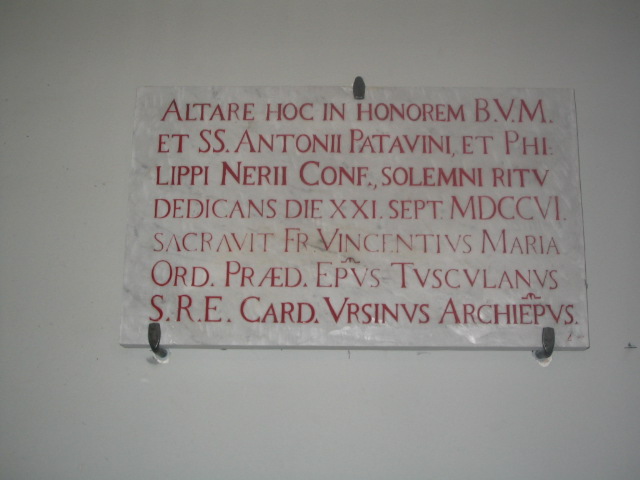 ALTARE HOC IN HONOREM B.V.M.
ET SS. ANTONII PATAVINI, ET PHI-
LIPPI NERII CONF., SOLEMNI RITV
DEDICANS DIE XXI. SEPT. MDCCVI.
SACRAVIT FR. VINCENTIVS MARIA
ORD. PRÆD. EPVS TVSCVLANVS
S.R.E. CARD. VRSINVS ARCHIEPVS.